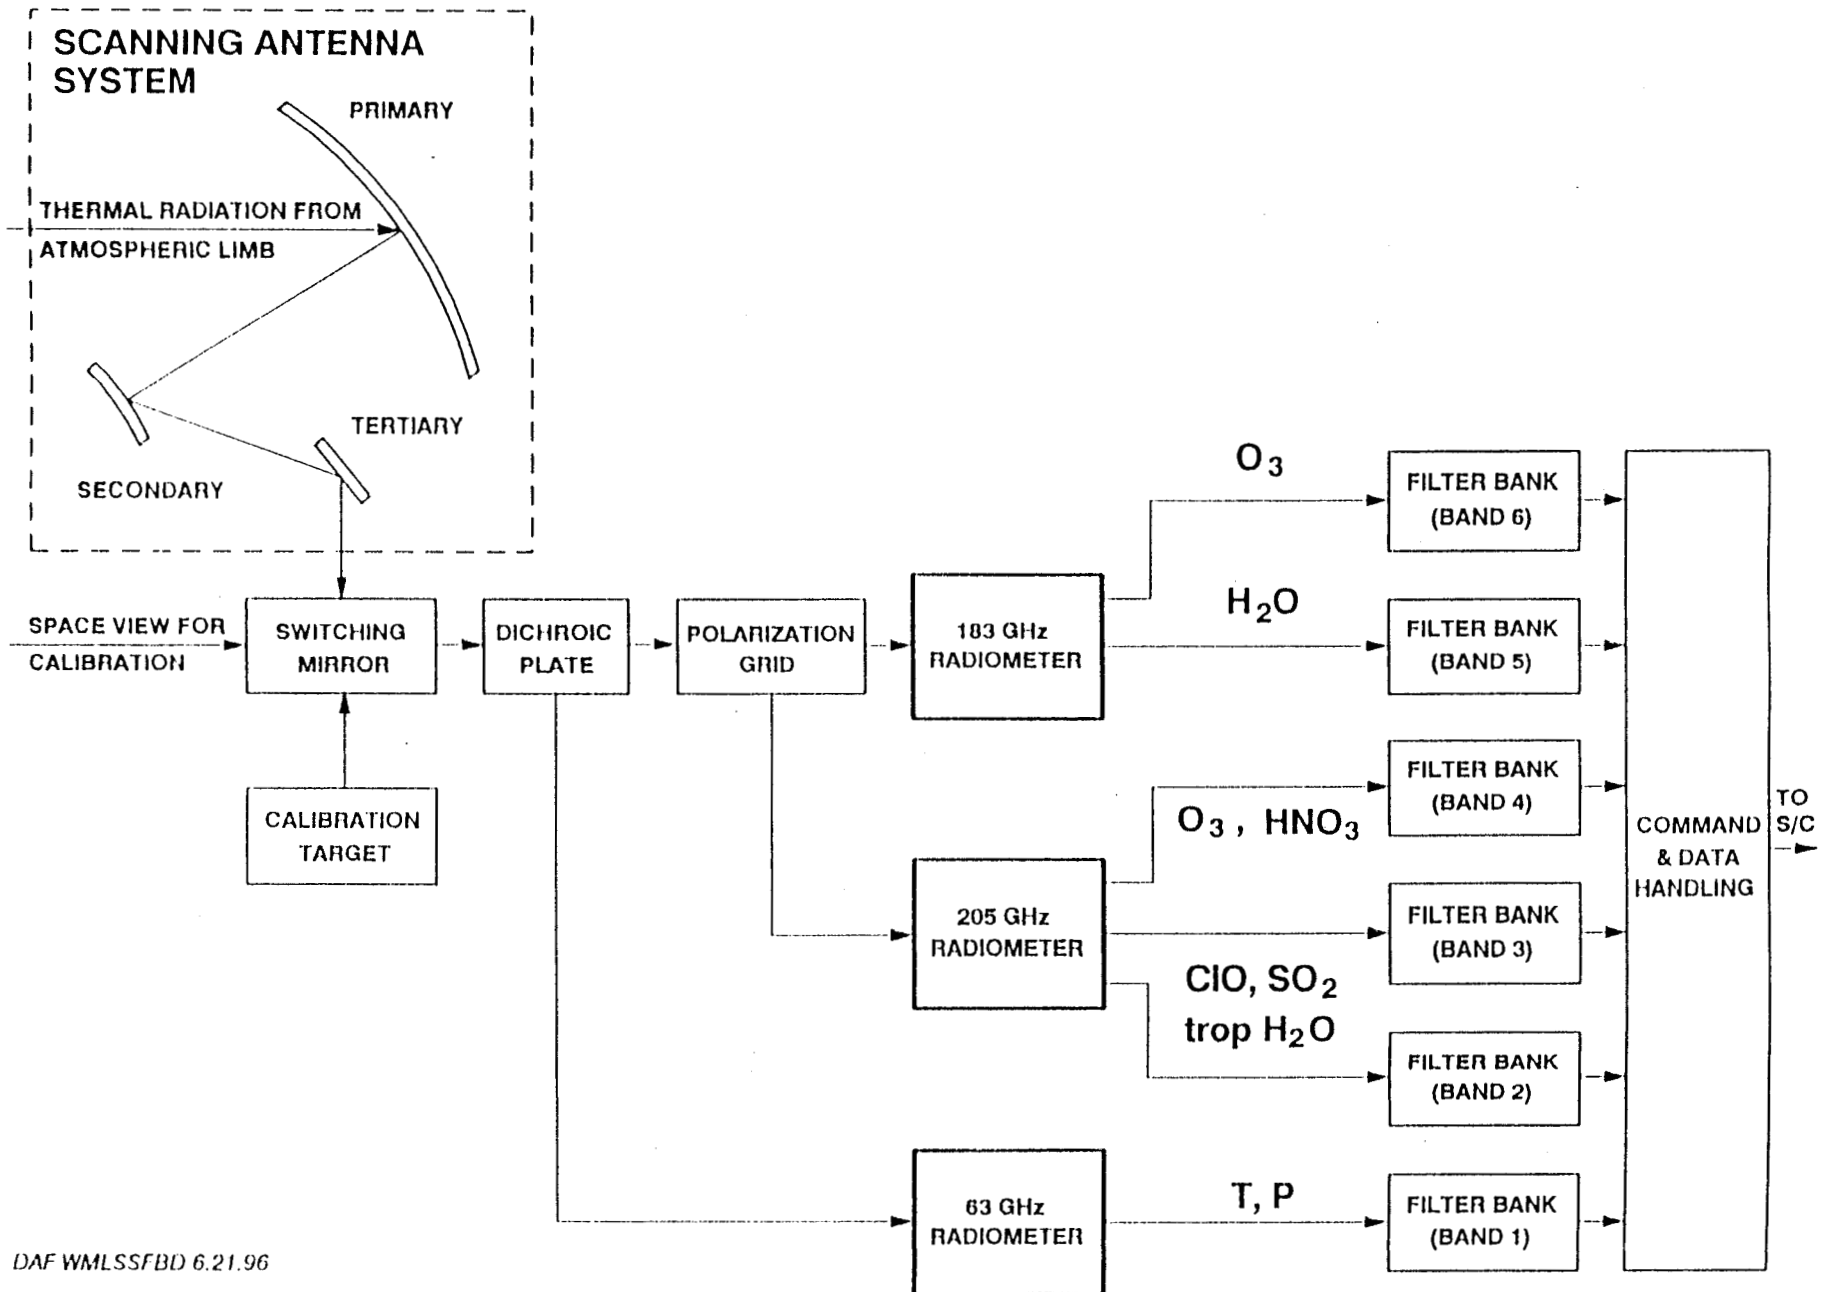 SCANNING ANTENNA
SYSTEM
PRIMARY
THERMAL RADIATION FROM
ATMOSPHERIC LIMB
TERTIARY
SECONDARY
SPACE VIEW FOR
CALIBRATION
SWITCHING
MIRROR
DICHROIC
PLATE
POLARIZATION
GRID
CALIBRATION
TARGET
183 GHz
RADIOMETER
205 GHz
RADIOMETER
63 GHz
RADIOMETER
O3
H2O
O3 , HNO3
ClO, SO2
trop H2O
T, P
FILTER BANK
(BAND 6)
FILTER BANK
(BAND 5)
FILTER BANK
(BAND 4)
FILTER BANK
(BAND 3)
FILTER BANK
(BAND 2)
FILTER BANK
(BAND 1)
COMMAND
& DATA
HANDLING
TO
S/C
DAF WMLSSFBD 6.21.96